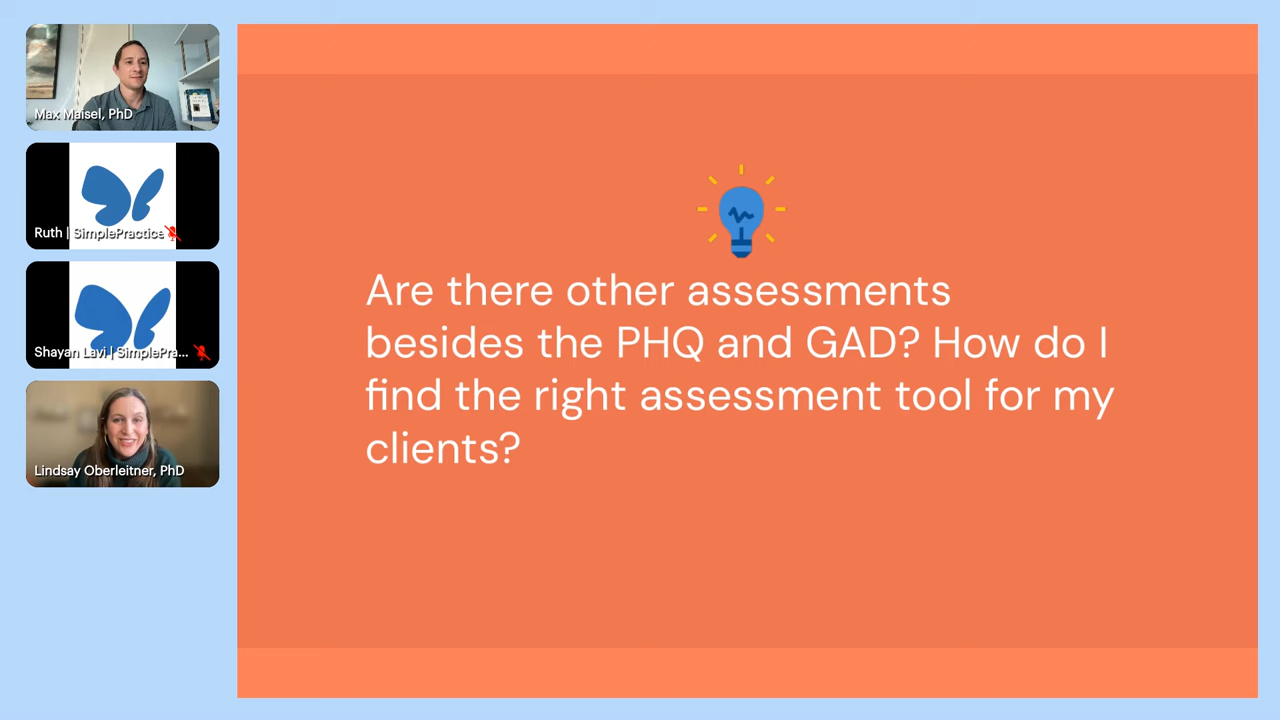 Max Maisel, PhD
Ruth | SimplePractice
Shayan Lavi | SimplePra...
Lindsay Oberleitner, PhD
Are there other assessments
besides the PHQ and GAD? How do I
find the right assessment tool for my
clients?